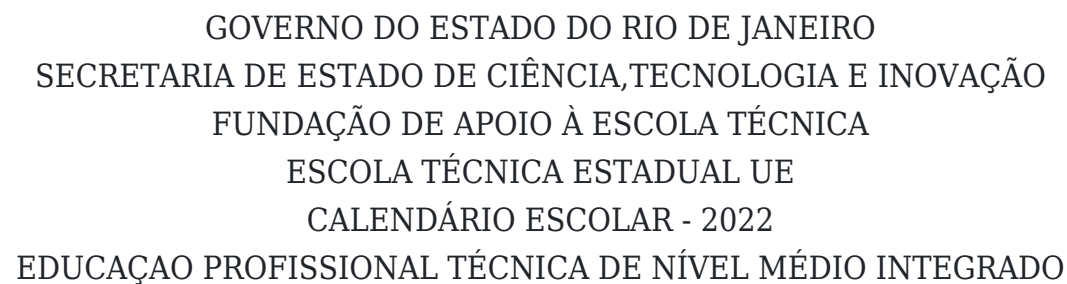 GOVERNO DO ESTADO DO RIO DE JANEIRO
SECRETARIA DE ESTADO DE CIÊNCIA,TECNOLOGIA E INOVAÇÃO
FUNDAÇÃO DE APOIO À ESCOLA TÉCNICA
ESCOLA TÉCNICA ESTADUAL UE
CALENDÁRIO ESCOLAR - 2022
EDUCAÇAO PROFISSIONAL TÉCNICA DE NÍVEL MÉDIO INTEGRADO